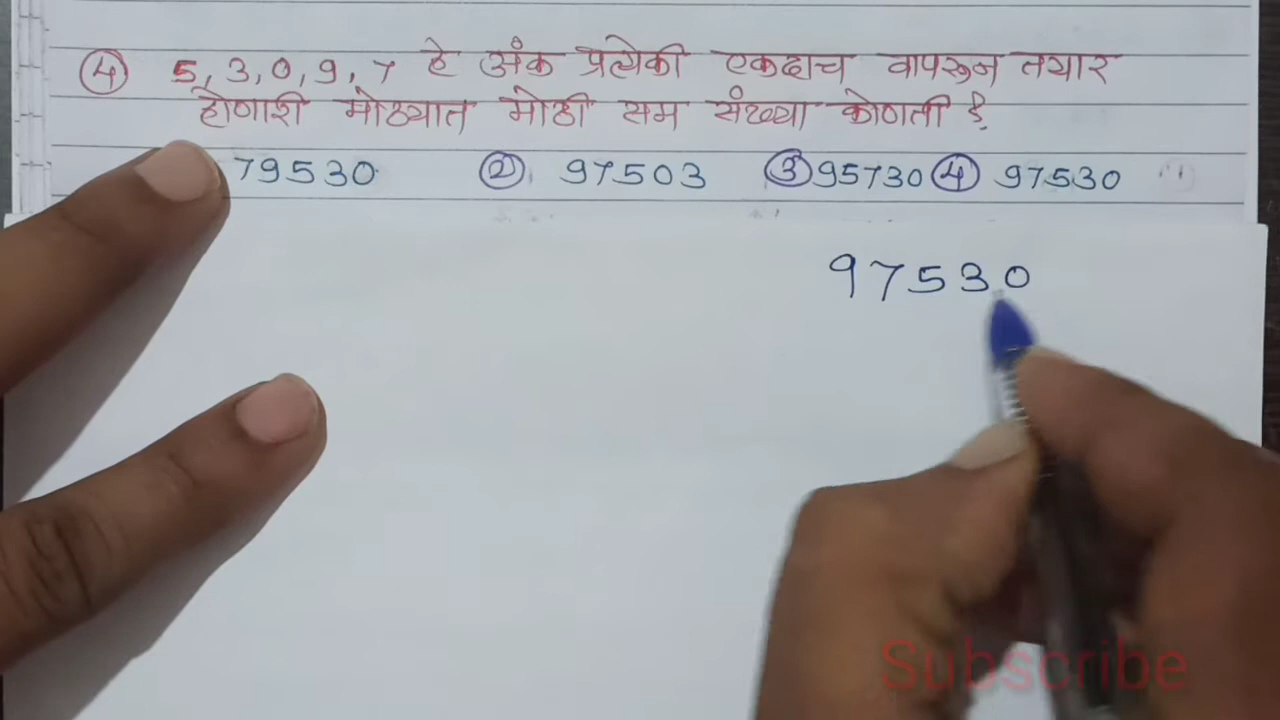 ④ 5, 3, 0, 9, 7 हे अंक प्रत्येकी एकदाच वापरून तयार
होणारी मोठ्यात मोठी सम संख्या कोणती ?
79530 ② 97503 ③ 95730 ④ 97530
97530
Subscribe